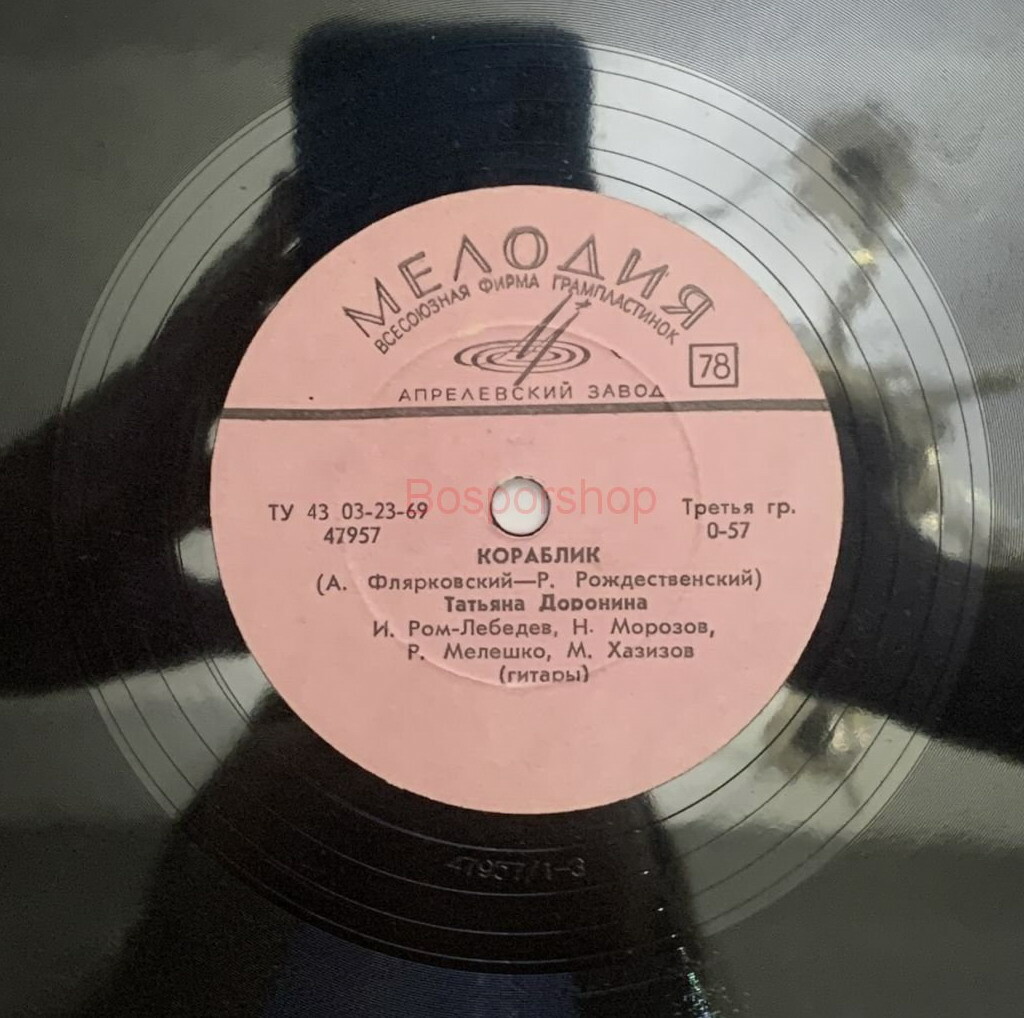 МЕЛОДИЯ
ВСЕСОЮЗНАЯ ФИРМА ГРАМПЛАСТИНОК
78
АПРЕЛЕВСКИЙ ЗАВОД
Bosporshop
ТУ 43 03-23-69
47957
Третья гр.
0-57
КОРАБЛИК
(А. Флярковский—Р. Рождественский)
Татьяна Доронина
И. Ром-Лебедев, Н. Морозов,
Р. Мелешко, М. Хазизов
(гитары)
47957/1-3